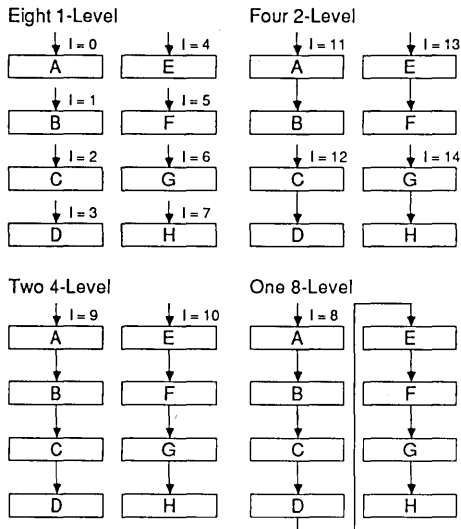 Eight 1-Level
I = 0
I = 4
A
E
I = 1
I = 5
B
F
I = 2
I = 6
C
G
I = 3
I = 7
D
H
Four 2-Level
I = 11
I = 13
A
E
B
F
I = 12
I = 14
C
G
D
H
Two 4-Level
I = 9
I = 10
A
E
B
F
C
G
D
H
One 8-Level
I = 8
A
E
B
F
C
G
D
H